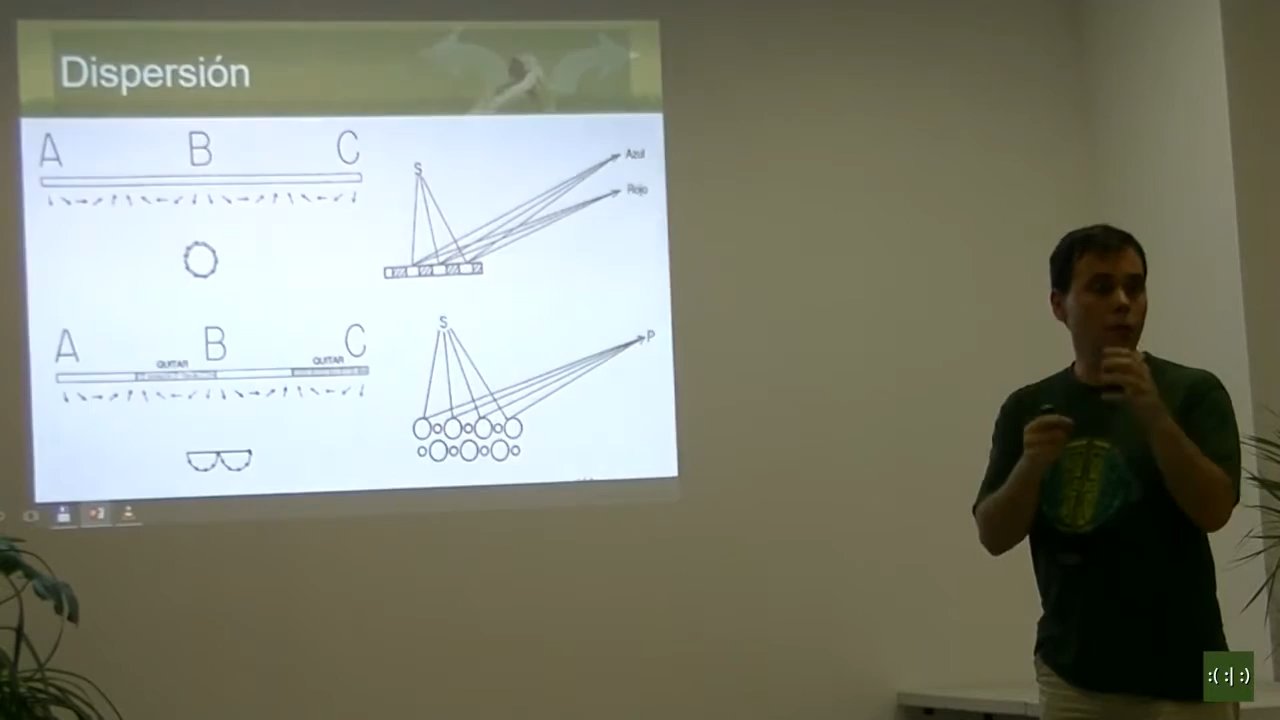 Dispersión
A B C
S
Azul
Rojo
A B C
QUITAR QUITAR
S
P
:( :| :)